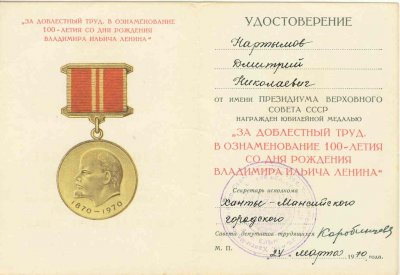 „ЗА ДОБЛЕСТНЫЙ ТРУД.
В ОЗНАМЕНОВАНИЕ
100-ЛЕТИЯ СО ДНЯ РОЖДЕНИЯ
ВЛАДИМИРА ИЛЬИЧА ЛЕНИНА"
1870-1970
УДОСТОВЕРЕНИЕ
Нартымов
Дмитрий
Николаевич
ОТ ИМЕНИ ПРЕЗИДИУМА ВЕРХОВНОГО
СОВЕТА СССР
НАГРАЖДЕН ЮБИЛЕЙНОЙ МЕДАЛЬЮ
„ЗА ДОБЛЕСТНЫЙ ТРУД.
В ОЗНАМЕНОВАНИЕ 100-ЛЕТИЯ
СО ДНЯ РОЖДЕНИЯ
ВЛАДИМИРА ИЛЬИЧА ЛЕНИНА"
Секретарь исполкома
Ханты-Мансийского
городского
Совета депутатов трудящихся
М. П.
„24" марта 1970 года.